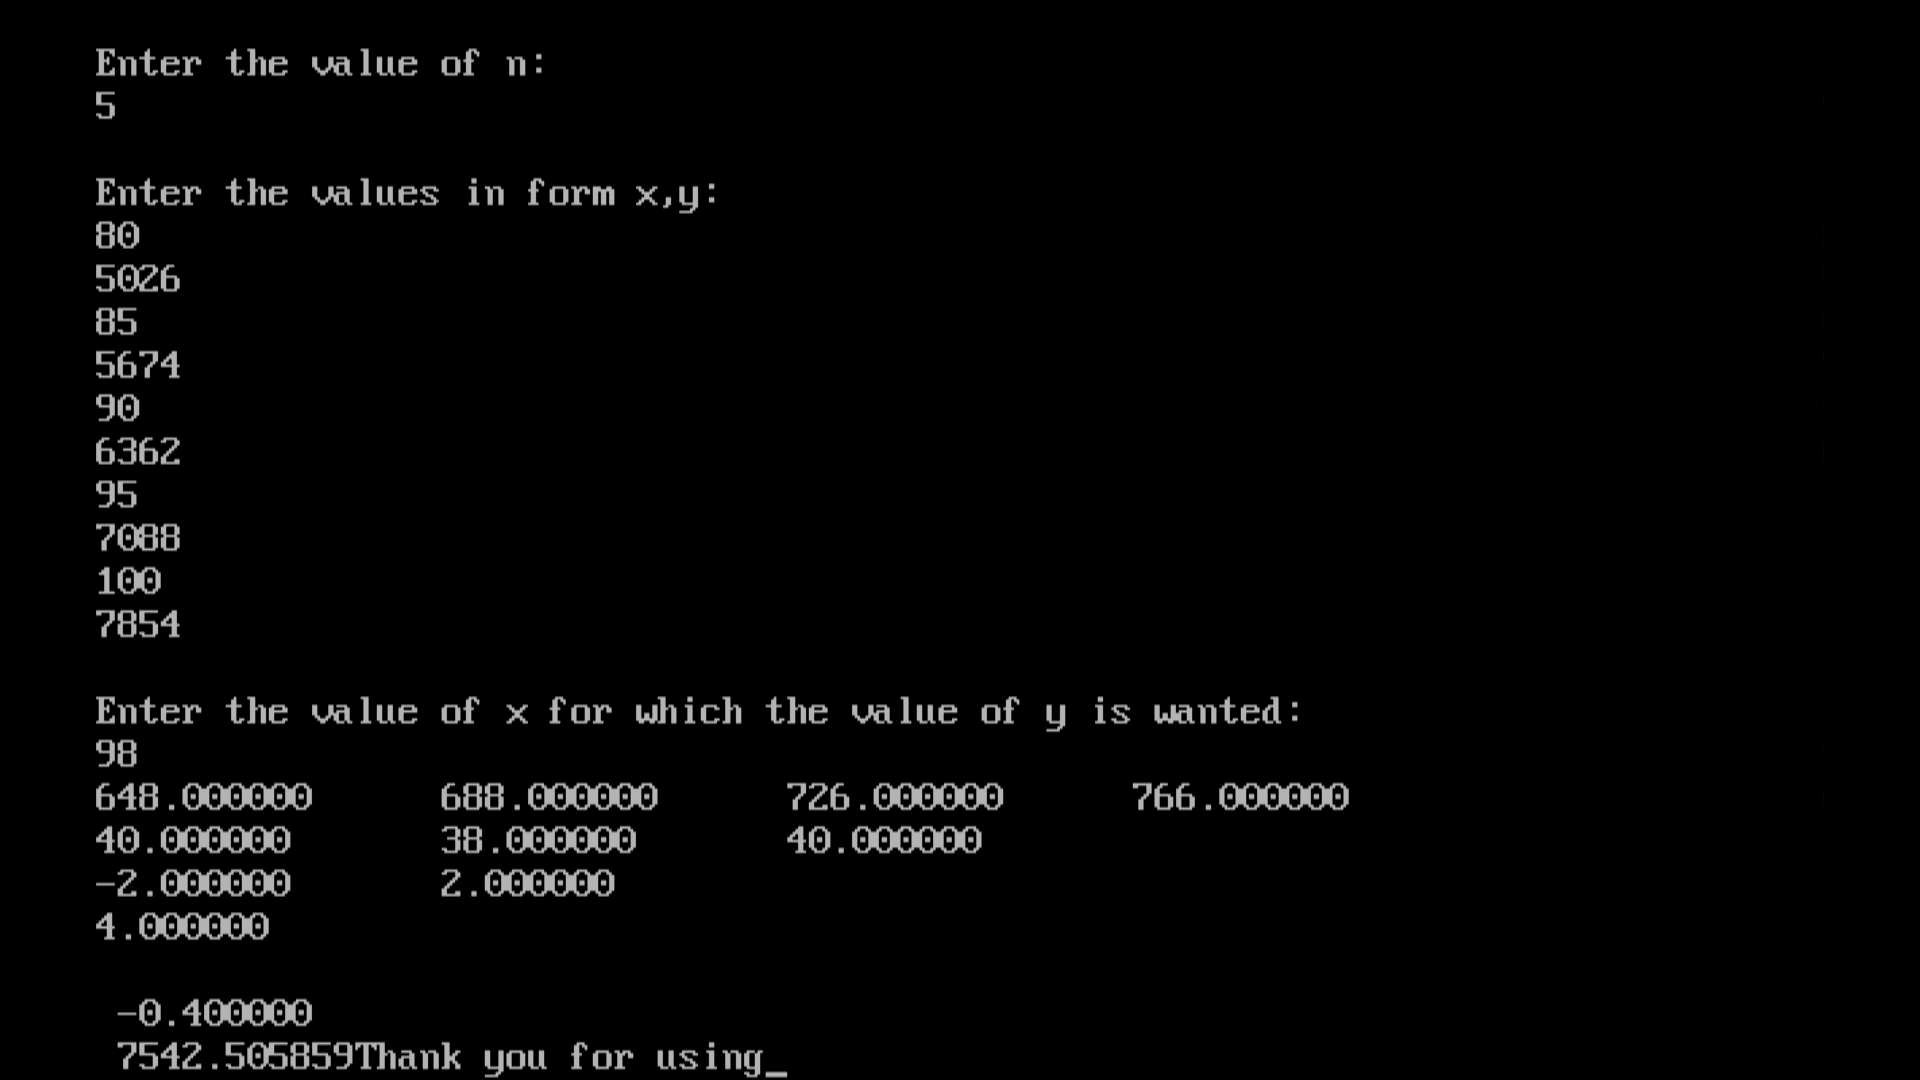 Enter the value of n:
5
Enter the values in form x,y:
80
5026
85
5674
90
6362
95
7088
100
7854
Enter the value of x for which the value of y is wanted:
98
648.000000 688.000000 726.000000 766.000000
40.000000 38.000000 40.000000
-2.000000 2.000000
4.000000
-0.400000
7542.505859Thank you for using_